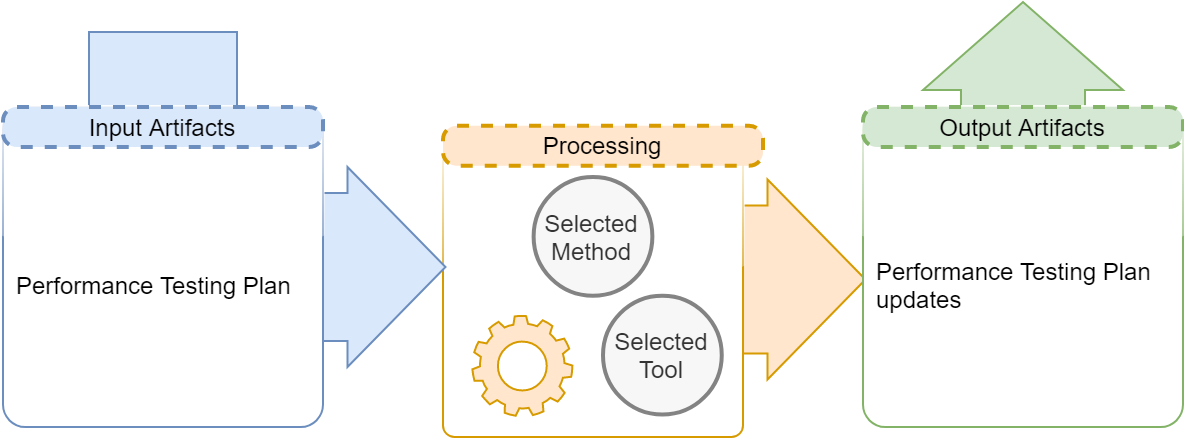 Input Artifacts
Performance Testing Plan
Processing
Selected
Method
Selected
Tool
Output Artifacts
Performance Testing Plan
updates